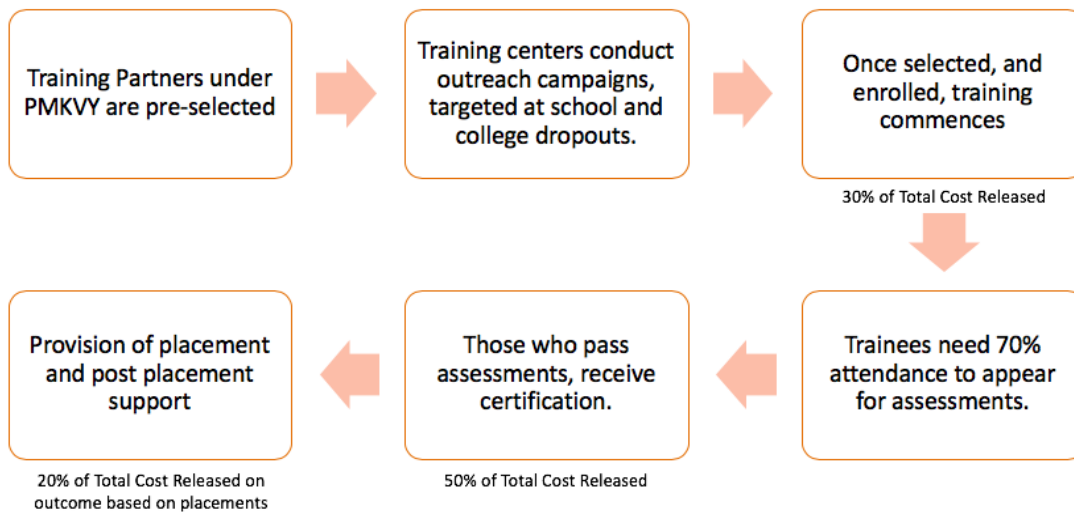 Training Partners under
PMKVY are pre-selected
Training centers conduct
outreach campaigns,
targeted at school and
college dropouts.
Once selected, and
enrolled, training
commences
30% of Total Cost Released
Trainees need 70%
attendance to appear
for assessments.
Those who pass
assessments, receive
certification.
50% of Total Cost Released
Provision of placement
and post placement
support
20% of Total Cost Released on
outcome based on placements